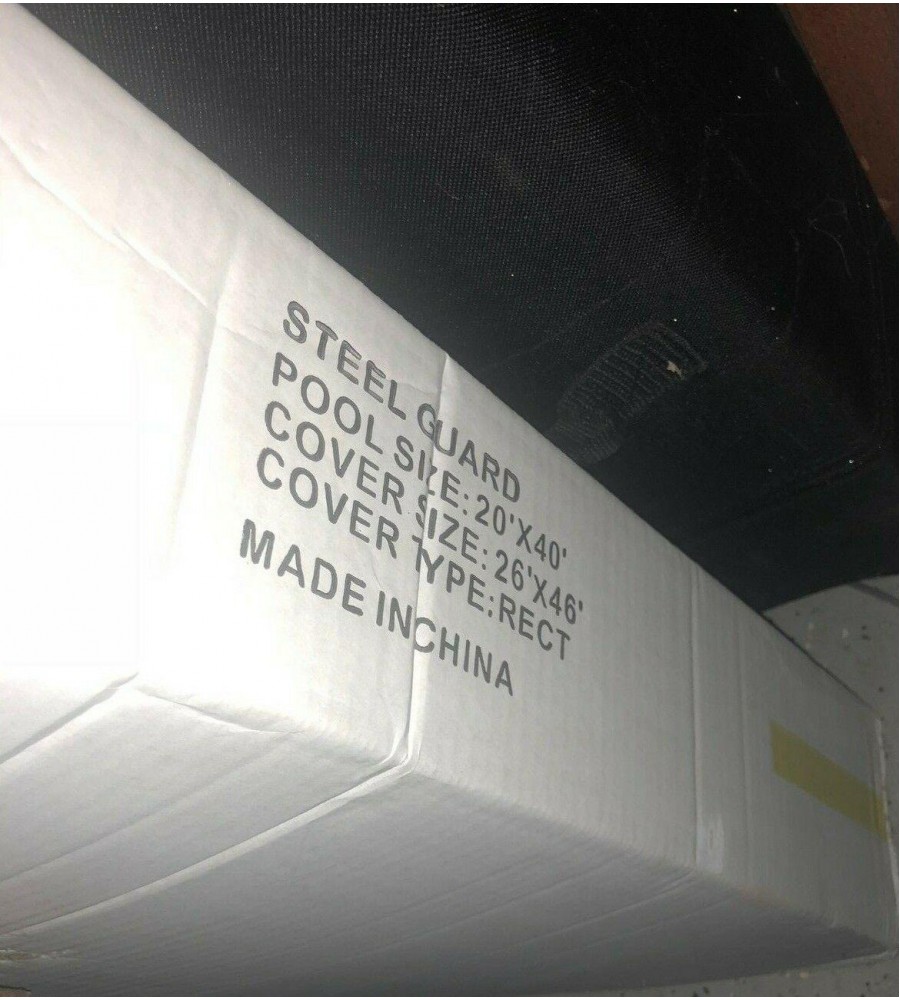 STEEL GUARD
POOL SIZE: 20'X40'
COVER SIZE: 26'X46'
COVER TYPE:RECT
MADE IN CHINA